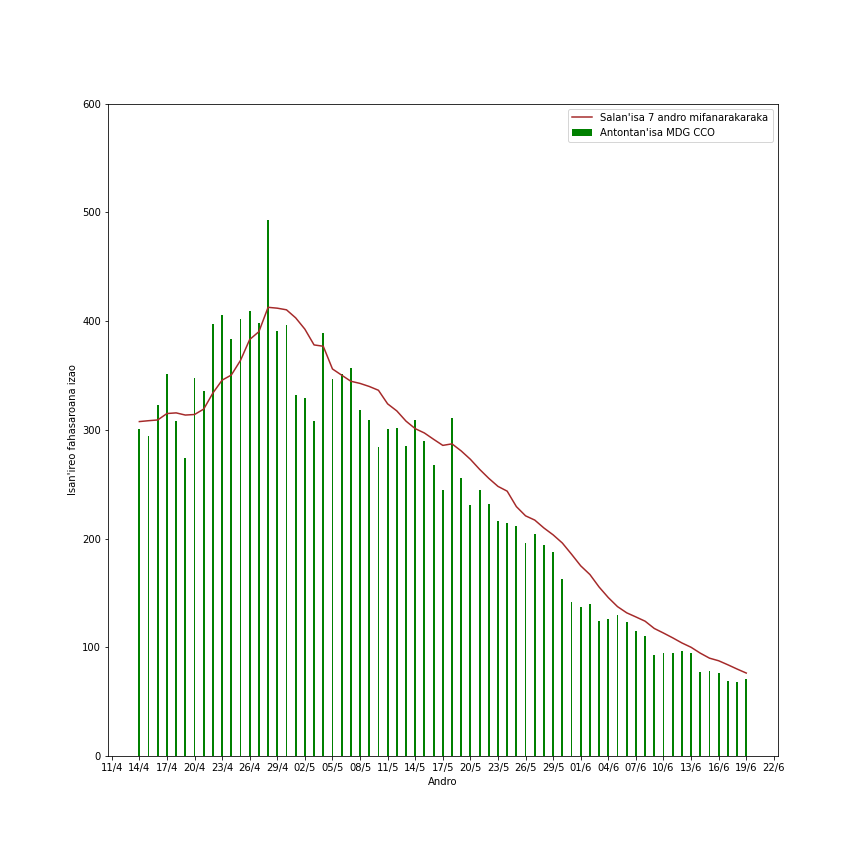 Salan'isa 7 andro mifanarakaraka
Antontan'isa MDG CCO
600
500
400
300
200
100
0
Isan'ireo fahasaroana izao
11/4 14/4 17/4 20/4 23/4 26/4 29/4 02/5 05/5 08/5 11/5 14/5 17/5 20/5 23/5 26/5 29/5 01/6 04/6 07/6 10/6 13/6 16/6 19/6 22/6
Andro